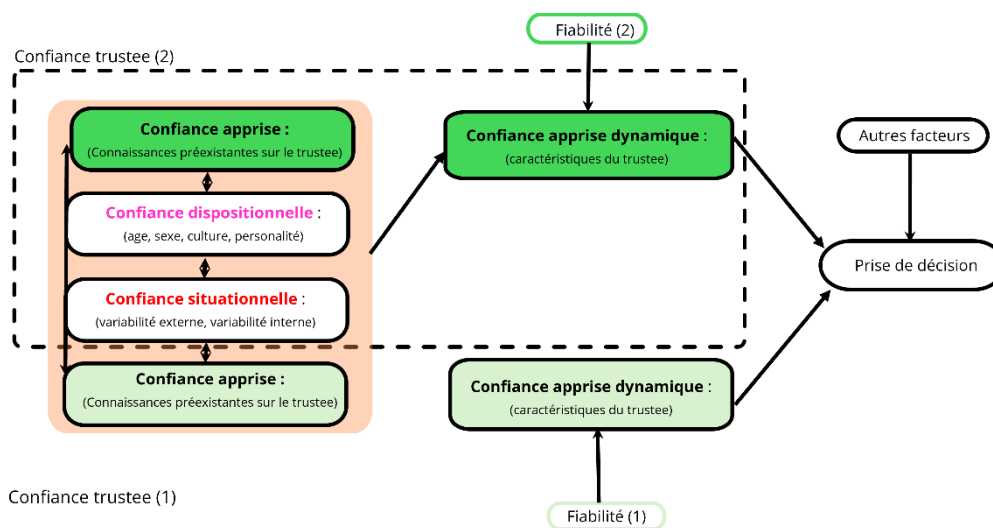 Fiabilité (2)
Confiance trustee (2)
Confiance apprise :
(Connaissances préexistantes sur le trustee)
Confiance dispositionnelle :
(age, sexe, culture, personalité)
Confiance situationnelle :
(variabilité externe, variabilité interne)
Confiance apprise :
(Connaissances préexistantes sur le trustee)
Confiance apprise dynamique :
(caractéristiques du trustee)
Autres facteurs
Prise de décision
Confiance apprise dynamique :
(caractéristiques du trustee)
Confiance trustee (1)
Fiabilité (1)